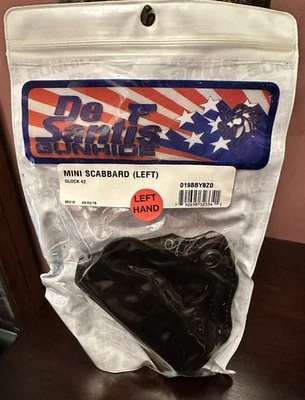 De
Santis
GUNHIDE
MINI SCABBARD (LEFT)
GLOCK 42
019BBY8Z0
LEFT
HAND